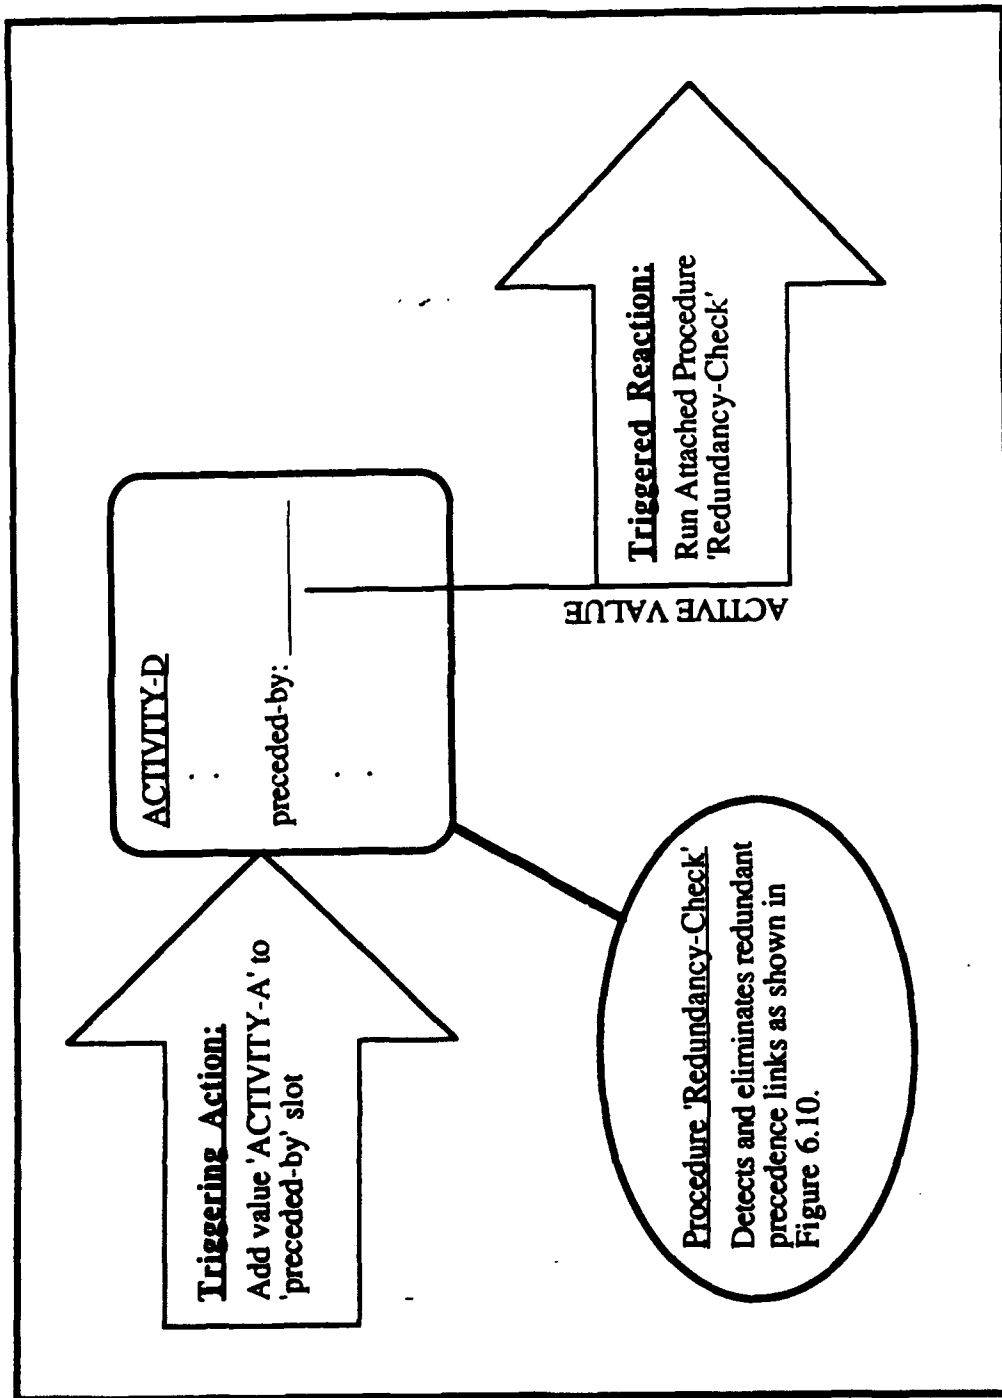 Triggering Action:
Add value 'ACTIVITY-A' to
'preceded-by' slot
ACTIVITY-D
preceded-by:
ACTIVE VALUE
Triggered Reaction:
Run Attached Procedure
'Redundancy-Check'
Procedure 'Redundancy-Check'
Detects and eliminates redundant
precedence links as shown in
Figure 6.10.